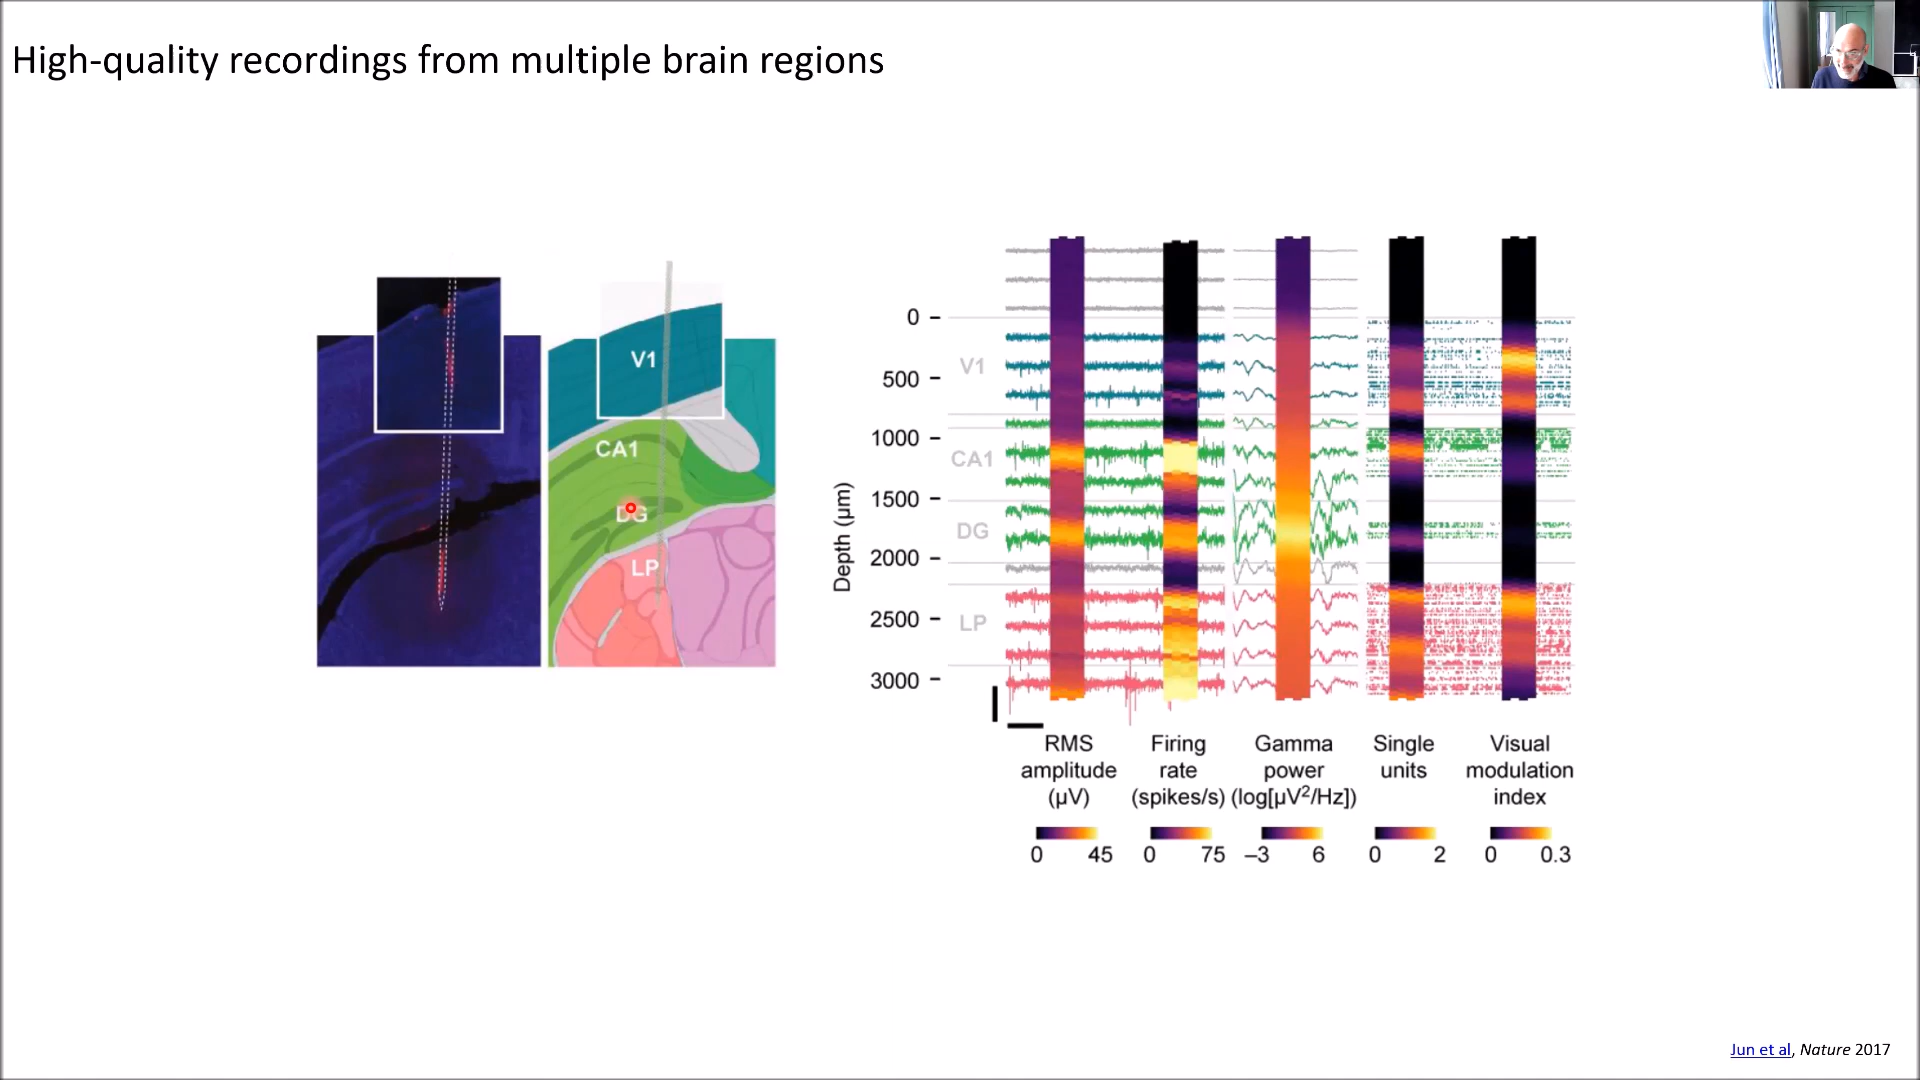 High-quality recordings from multiple brain regions
V1
CA1
DG
LP
Depth (µm)
0
500
1000
1500
2000
2500
3000
V1
CA1
DG
LP
RMS
amplitude
(µV)
0 45
Firing
rate
(spikes/s)
0 75
Gamma
power
(log[µV²/Hz])
–3 6
Single
units
0 2
Visual
modulation
index
0 0.3
Jun et al, Nature 2017